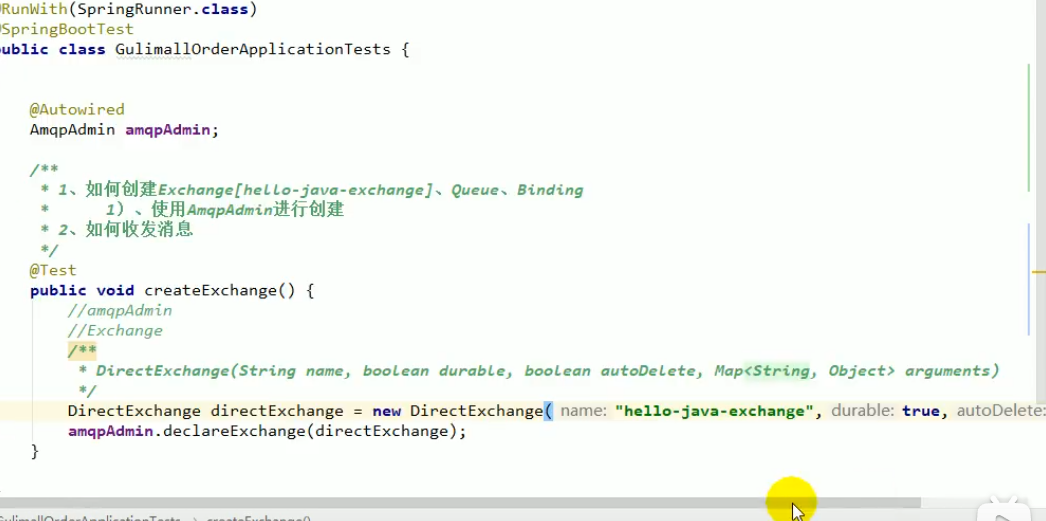 @RunWith(SpringRunner.class)
@SpringBootTest
public class GulimallOrderApplicationTests {
@Autowired
AmqpAdmin amqpAdmin;
/**
* 1、如何创建Exchange[hello-java-exchange]、Queue、Binding
* 1）、使用AmqpAdmin进行创建
* 2、如何收发消息
*/
@Test
public void createExchange() {
//amqpAdmin
//Exchange
/**
* DirectExchange(String name, boolean durable, boolean autoDelete, Map<String, Object> arguments)
*/
DirectExchange directExchange = new DirectExchange( name: "hello-java-exchange", durable: true, autoDelete:
amqpAdmin.declareExchange(directExchange);
}
GulimallOrderApplicationTests > createExchange()